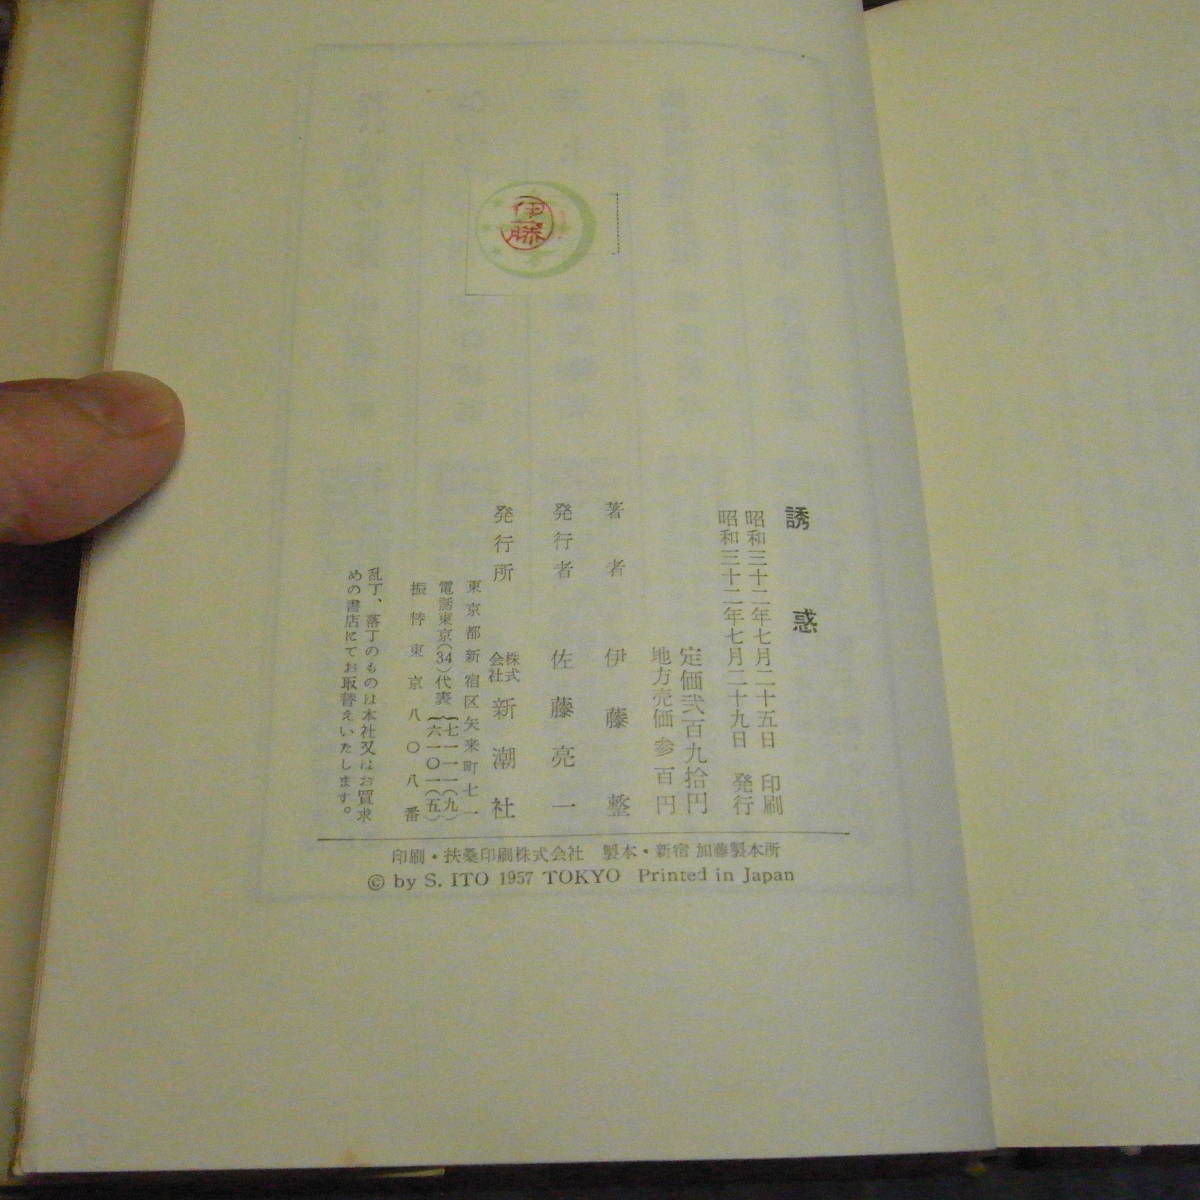 伊藤
誘惑
昭和三十二年七月二十五日 印刷
昭和三十二年七月二十九日 発行
定価弐百九拾円
地方売価 参百円
著者 伊藤整
発行者 佐藤亮一
発行所 株式会社 新潮社
東京都新宿区矢来町七一
電話東京(34)代表{七一一一(九)
六一〇一(五)}
振替東京八〇八番
乱丁、落丁のものは本社又はお買求
めの書店にてお取替えいたします。
印刷・扶桑印刷株式会社 製本・新宿 加藤製本所
© by S. ITO 1957 TOKYO Printed in Japan